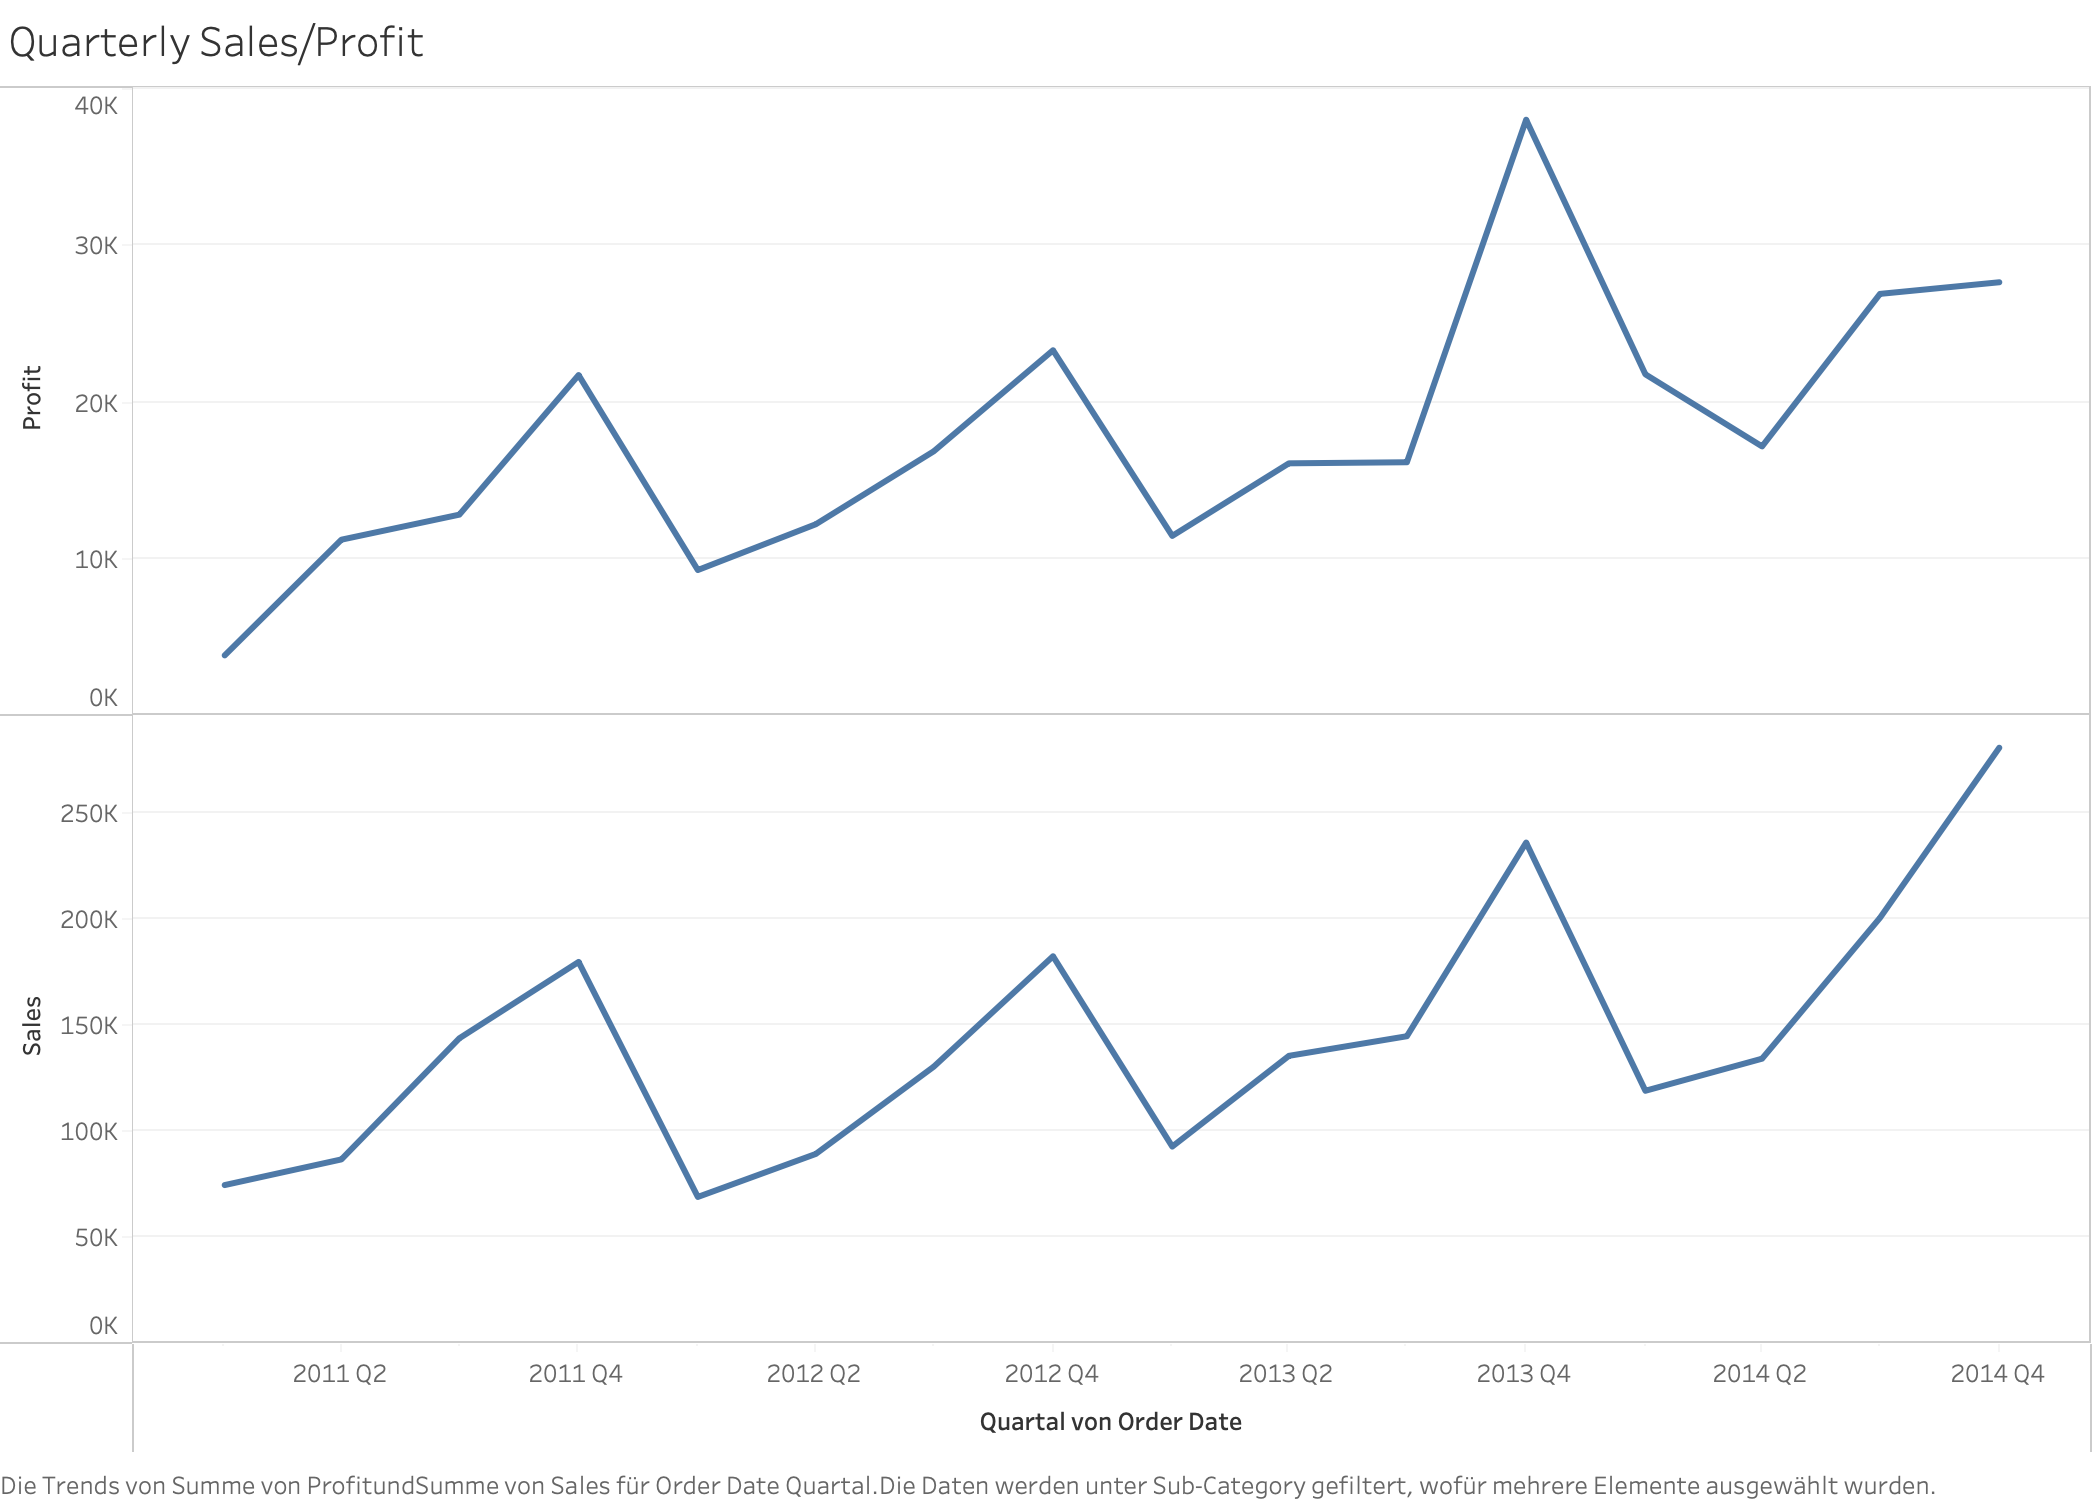 Quarterly Sales/Profit
40K
30K
20K
10K
0K
Profit
250K
200K
150K
100K
50K
0K
Sales
2011 Q2 2011 Q4 2012 Q2 2012 Q4 2013 Q2 2013 Q4 2014 Q2 2014 Q4
Quartal von Order Date
Die Trends von Summe von ProfitundSumme von Sales für Order Date Quartal.Die Daten werden unter Sub-Category gefiltert, wofür mehrere Elemente ausgewählt wurden.